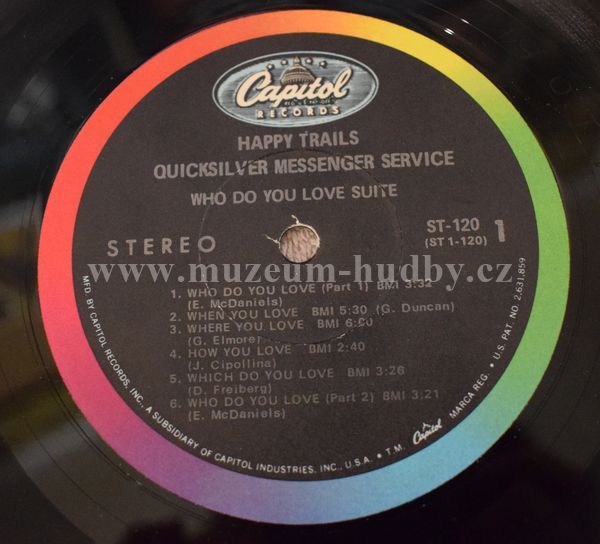 Capitol
RECORDS
HAPPY TRAILS
QUICKSILVER MESSENGER SERVICE
WHO DO YOU LOVE SUITE
STEREO
ST-120
(ST 1-120)
1
www.muzeum-hudby.cz
1. WHO DO YOU LOVE (Part 1) BMI 3:32
(E. McDaniels)
2. WHEN YOU LOVE BMI 5:30 (G. Duncan)
3. WHERE YOU LOVE BMI
(G. Elmore)
4. HOW YOU LOVE BMI 2:40
(J. Cipollina)
5. WHICH DO YOU LOVE BMI
(D. Freiberg)
6. WHO DO YOU LOVE (Part 2) BMI 3:21
(E. McDaniels)
MFD. BY CAPITOL RECORDS, INC., A SUBSIDIARY OF CAPITOL INDUSTRIES, INC., U.S.A. • T.M. Capitol MARCA REG. • U.S. PAT. NO. 2,631,859